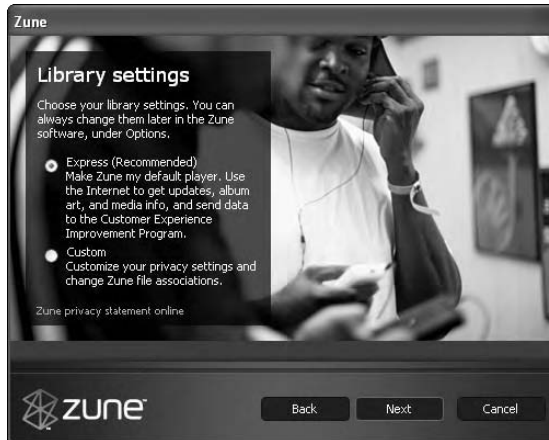 Zune
Library settings
Choose your library settings. You can
always change them later in the Zune
software, under Options.
Express (Recommended)
Make Zune my default player. Use
the Internet to get updates, album
art, and media info, and send data
to the Customer Experience
Improvement Program.
Custom
Customize your privacy settings and
change Zune file associations.
Zune privacy statement online
zune™
Back
Next
Cancel